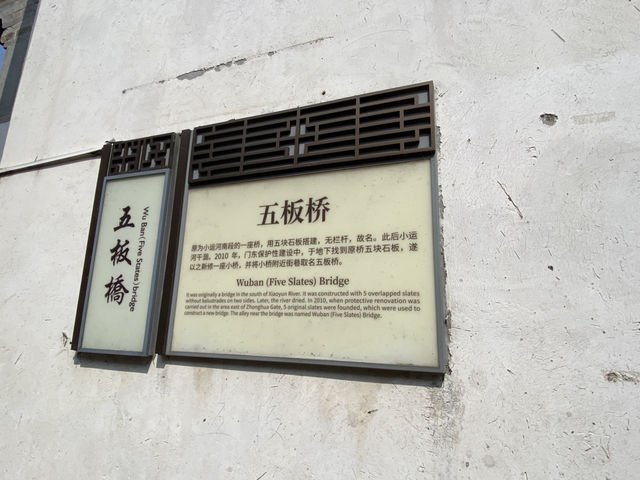 五板橋
Wu Ban(Five Slates)bridge
五板桥
原为小运河南段的一座桥，用五块石板搭建，无栏杆，故名。此后小运
河干涸。2010 年，门东保护性建设中，于地下找到原桥五块石板，遂
以之新修一座小桥，并将小桥附近街巷取名五板桥。
Wuban (Five Slates) Bridge
It was originally a bridge in the south of Xiaoyun River. It was constructed with 5 overlapped slates
without balustrades on two sides. Later, the river dried. In 2010, when protective renovation was
carried out in the area east of Zhonghua Gate, 5 original slates were founded, which were used to
construct a new bridge. The alley near the bridge was named Wuban (Five Slates) Bridge.